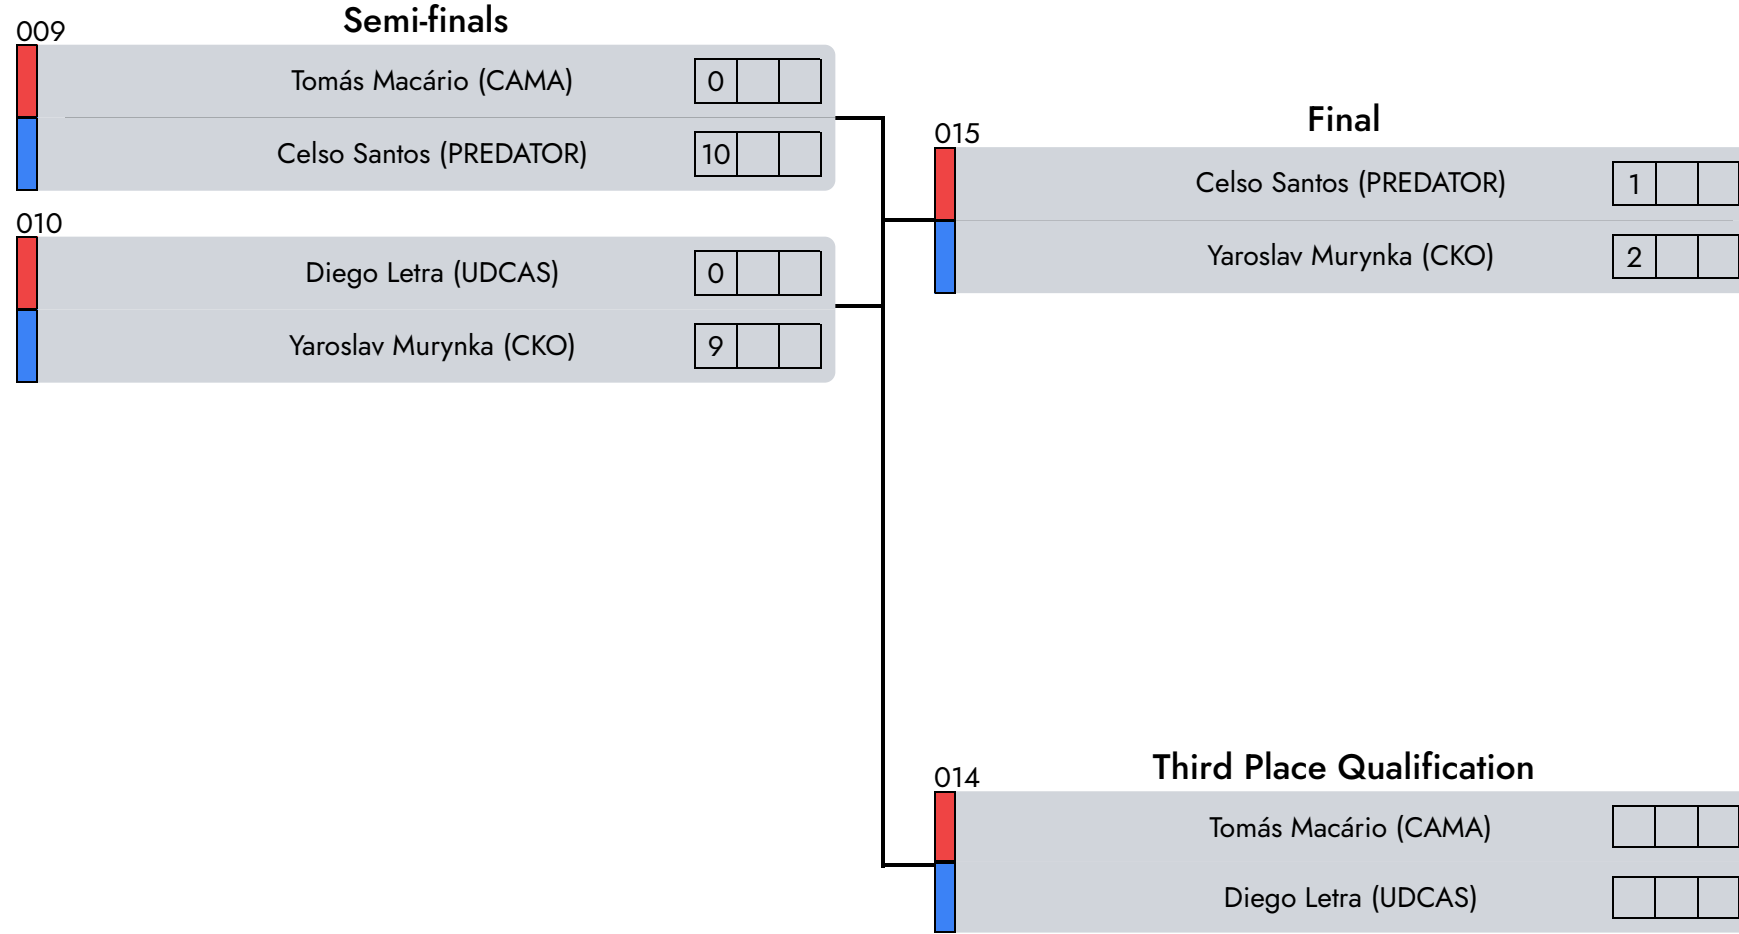 Semi-finals
009
Tomás Macário (CAMA) 0
Celso Santos (PREDATOR) 10
010
Diego Letra (UDCAS) 0
Yaroslav Murynka (CKO) 9
Final
015
Celso Santos (PREDATOR) 1
Yaroslav Murynka (CKO) 2
Third Place Qualification
014
Tomás Macário (CAMA)
Diego Letra (UDCAS)